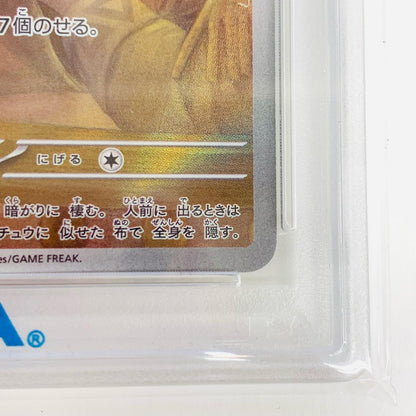 7個のせる。
にげる
暗がりに 棲む。 人前に 出るときは
チュウに 似せた 布で 全身を 隠す。
es/GAME FREAK.
A®